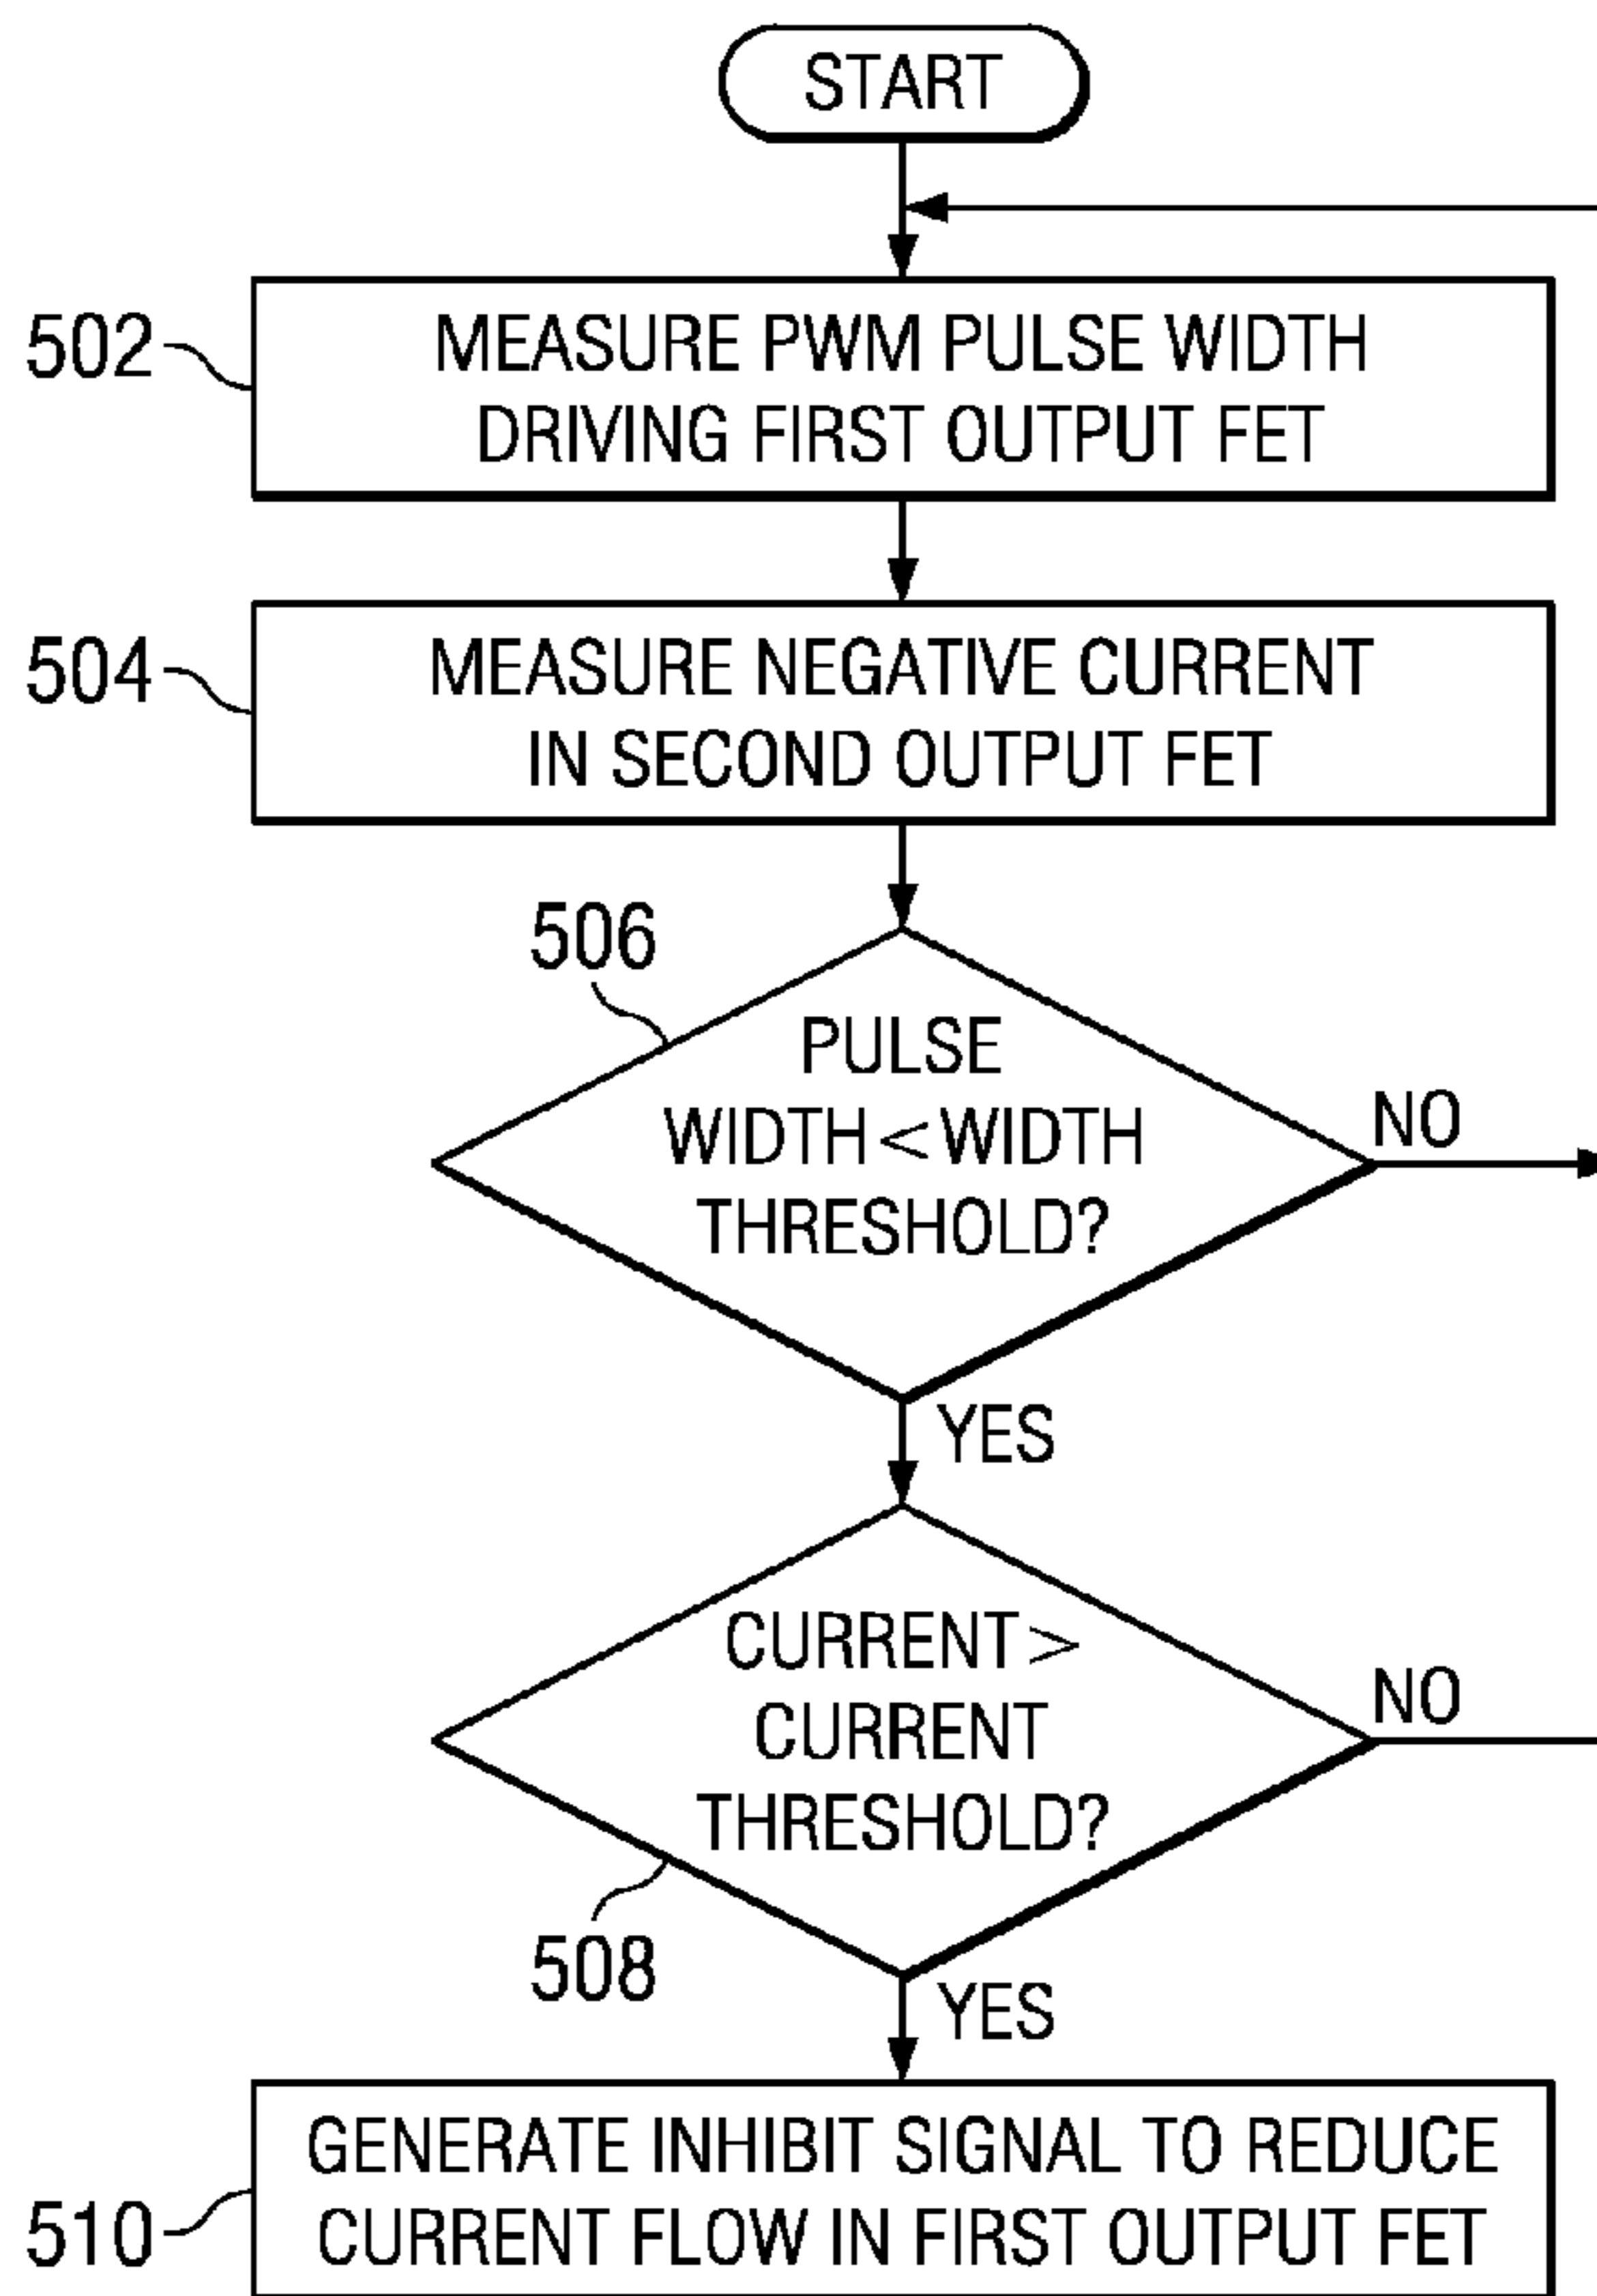 START
502
MEASURE PWM PULSE WIDTH
DRIVING FIRST OUTPUT FET
504
MEASURE NEGATIVE CURRENT
IN SECOND OUTPUT FET
506
PULSE
WIDTH < WIDTH
THRESHOLD?
NO
YES
CURRENT >
CURRENT
THRESHOLD?
NO
508
YES
510
GENERATE INHIBIT SIGNAL TO REDUCE
CURRENT FLOW IN FIRST OUTPUT FET